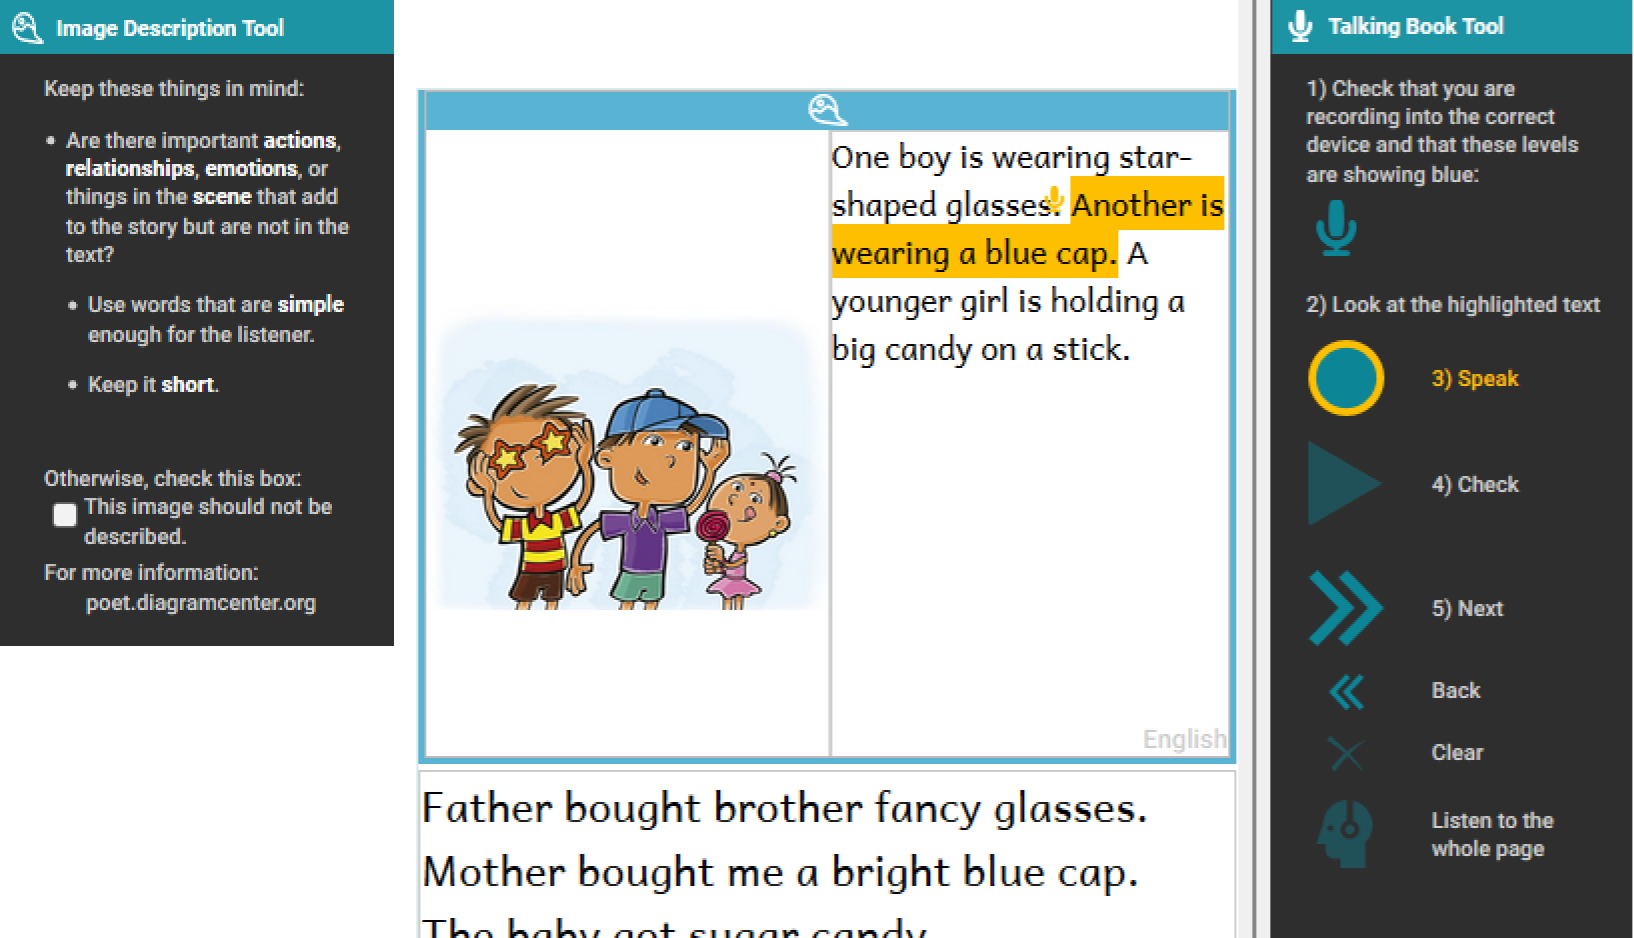 Image Description Tool
Keep these things in mind:
• Are there important actions,
relationships, emotions, or
things in the scene that add
to the story but are not in the
text?
• Use words that are simple
enough for the listener.
• Keep it short.
Otherwise, check this box:
This image should not be
described.
For more information:
poet.diagramcenter.org
One boy is wearing star-
shaped glasses. Another is
wearing a blue cap. A
younger girl is holding a
big candy on a stick.
English
Father bought brother fancy glasses.
Mother bought me a bright blue cap.
The baby got sugar candy
Talking Book Tool
1) Check that you are
recording into the correct
device and that these levels
are showing blue:
2) Look at the highlighted text
3) Speak
4) Check
5) Next
Back
Clear
Listen to the
whole page